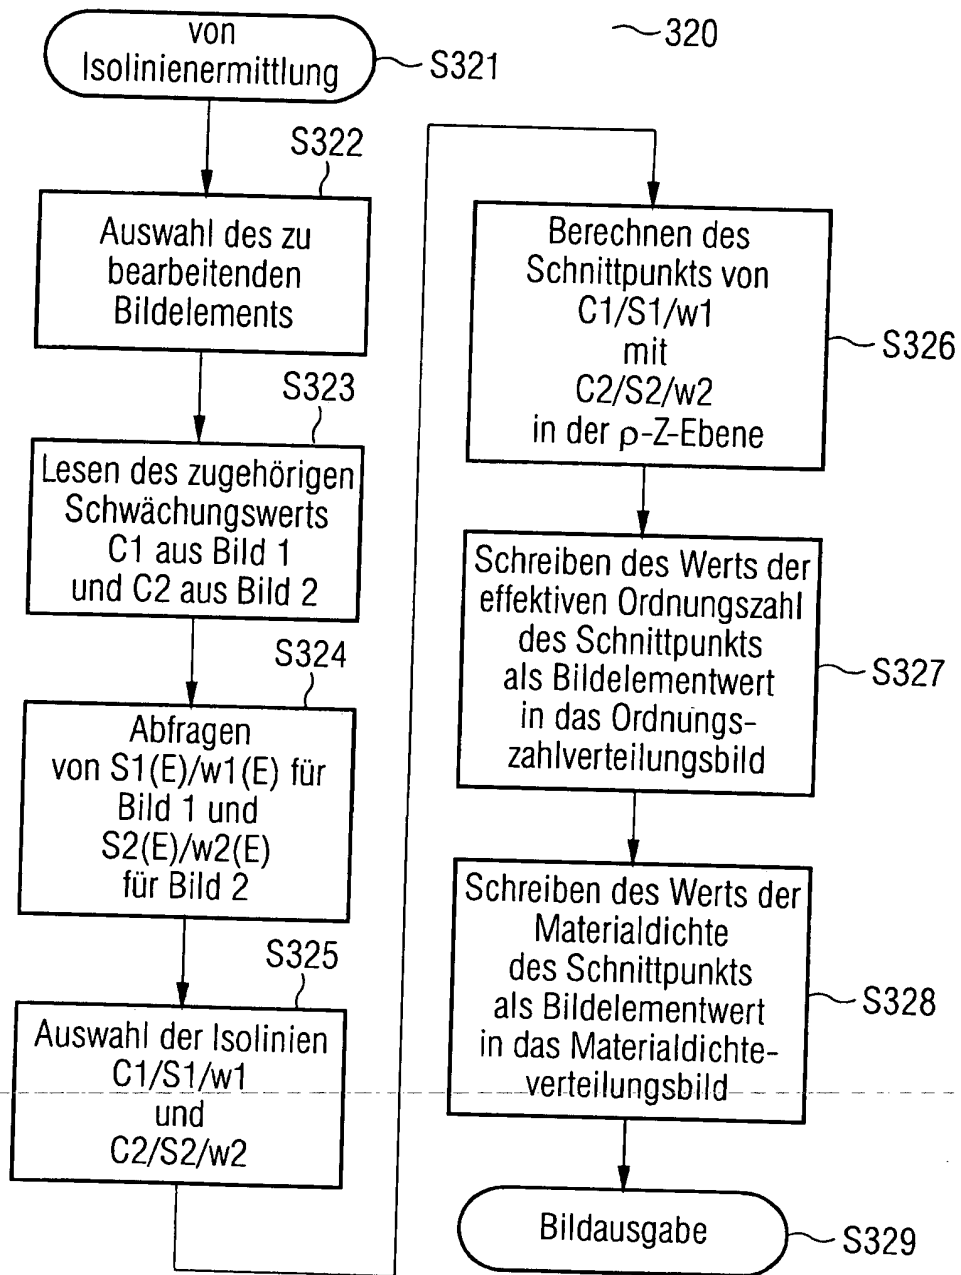 320
von
Isolinienermittlung
S321
S322
Auswahl des zu
bearbeitenden
Bildelements
S323
Lesen des zugehörigen
Schwächungswerts
C1 aus Bild 1
und C2 aus Bild 2
S324
Abfragen
von S1(E)/w1(E) für
Bild 1 und
S2(E)/w2(E)
für Bild 2
S325
Auswahl der Isolinien
C1/S1/w1
und
C2/S2/w2
Berechnen des
Schnittpunkts von
C1/S1/w1
mit
C2/S2/w2
in der ρ-Z-Ebene
S326
Schreiben des Werts der
effektiven Ordnungszahl
des Schnittpunkts
als Bildelementwert
in das Ordnungs-
zahlverteilungsbild
S327
Schreiben des Werts der
Materialdichte
des Schnittpunkts
als Bildelementwert
in das Materialdichte-
verteilungsbild
S328
Bildausgabe
S329